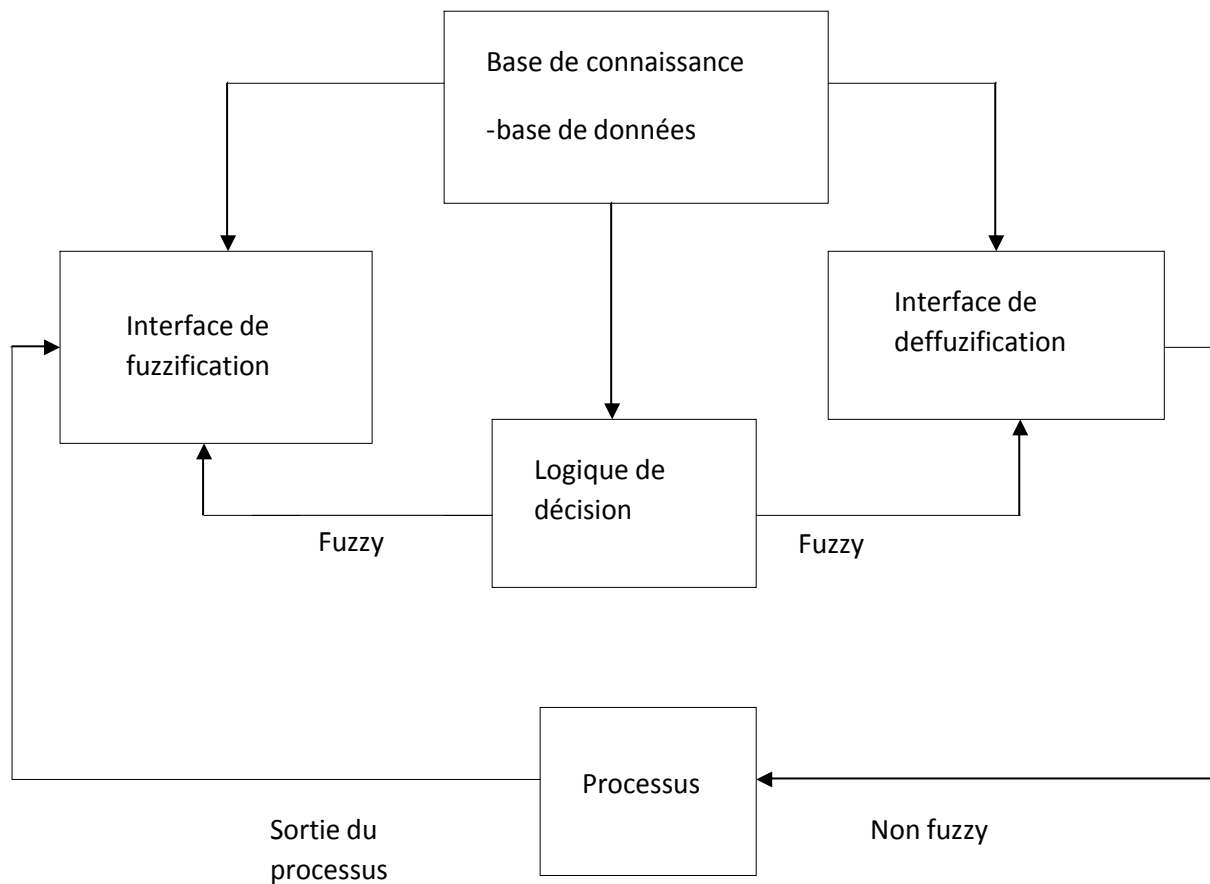 Base de connaissance
-base de données
Interface de
fuzzification
Interface de
deffuzification
Logique de
décision
Fuzzy
Fuzzy
Processus
Sortie du
processus
Non fuzzy